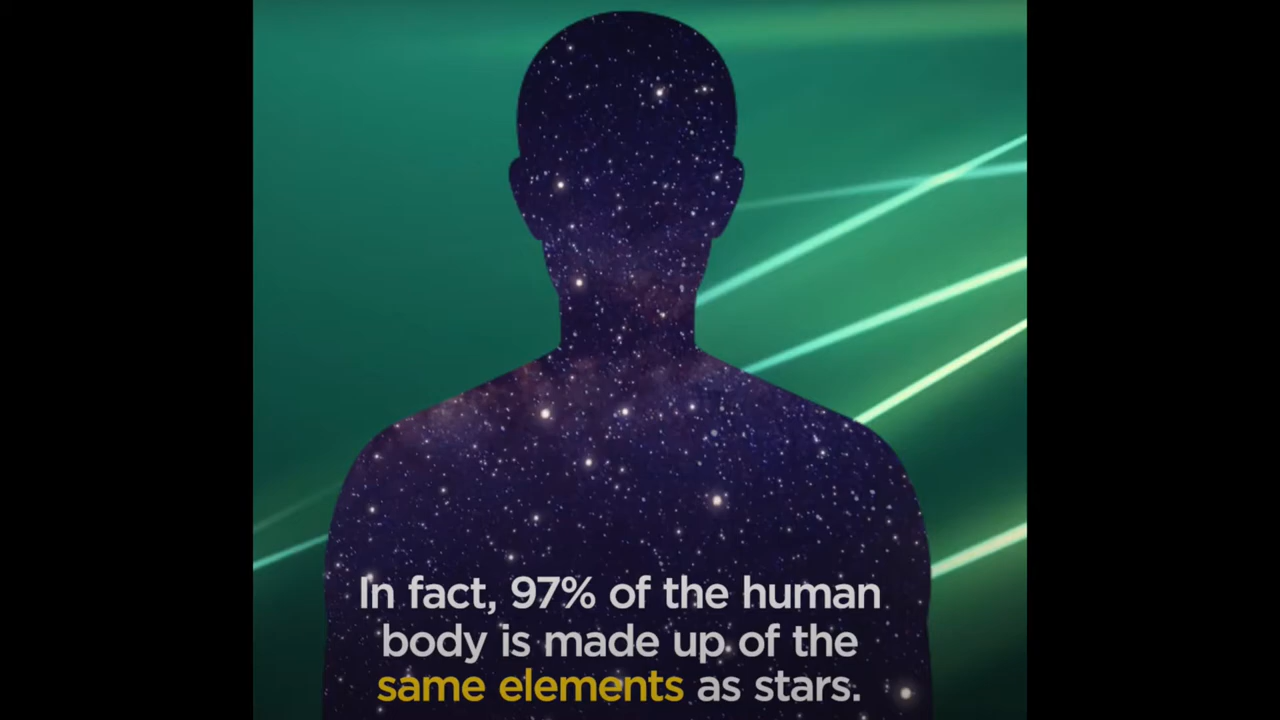 In fact, 97% of the human
body is made up of the
same elements as stars.